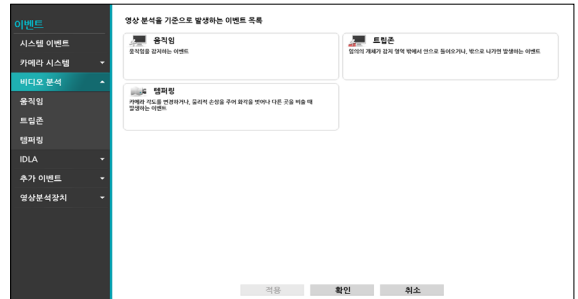 이벤트
시스템 이벤트
카메라 시스템
비디오 분석
움직임
트립존
탬퍼링
IDLA
추가 이벤트
영상분석장치
영상 분석을 기준으로 발생하는 이벤트 목록
움직임
움직임을 감지하는 이벤트
트립존
임의의 개체가 감지 영역 밖에서 안으로 들어오거나, 밖으로 나가면 발생하는 이벤트
탬퍼링
카메라 각도를 변경하거나, 물리적 손상을 주어 화각을 벗어나 다른 곳을 비출 때
발생하는 이벤트
적용
확인
취소